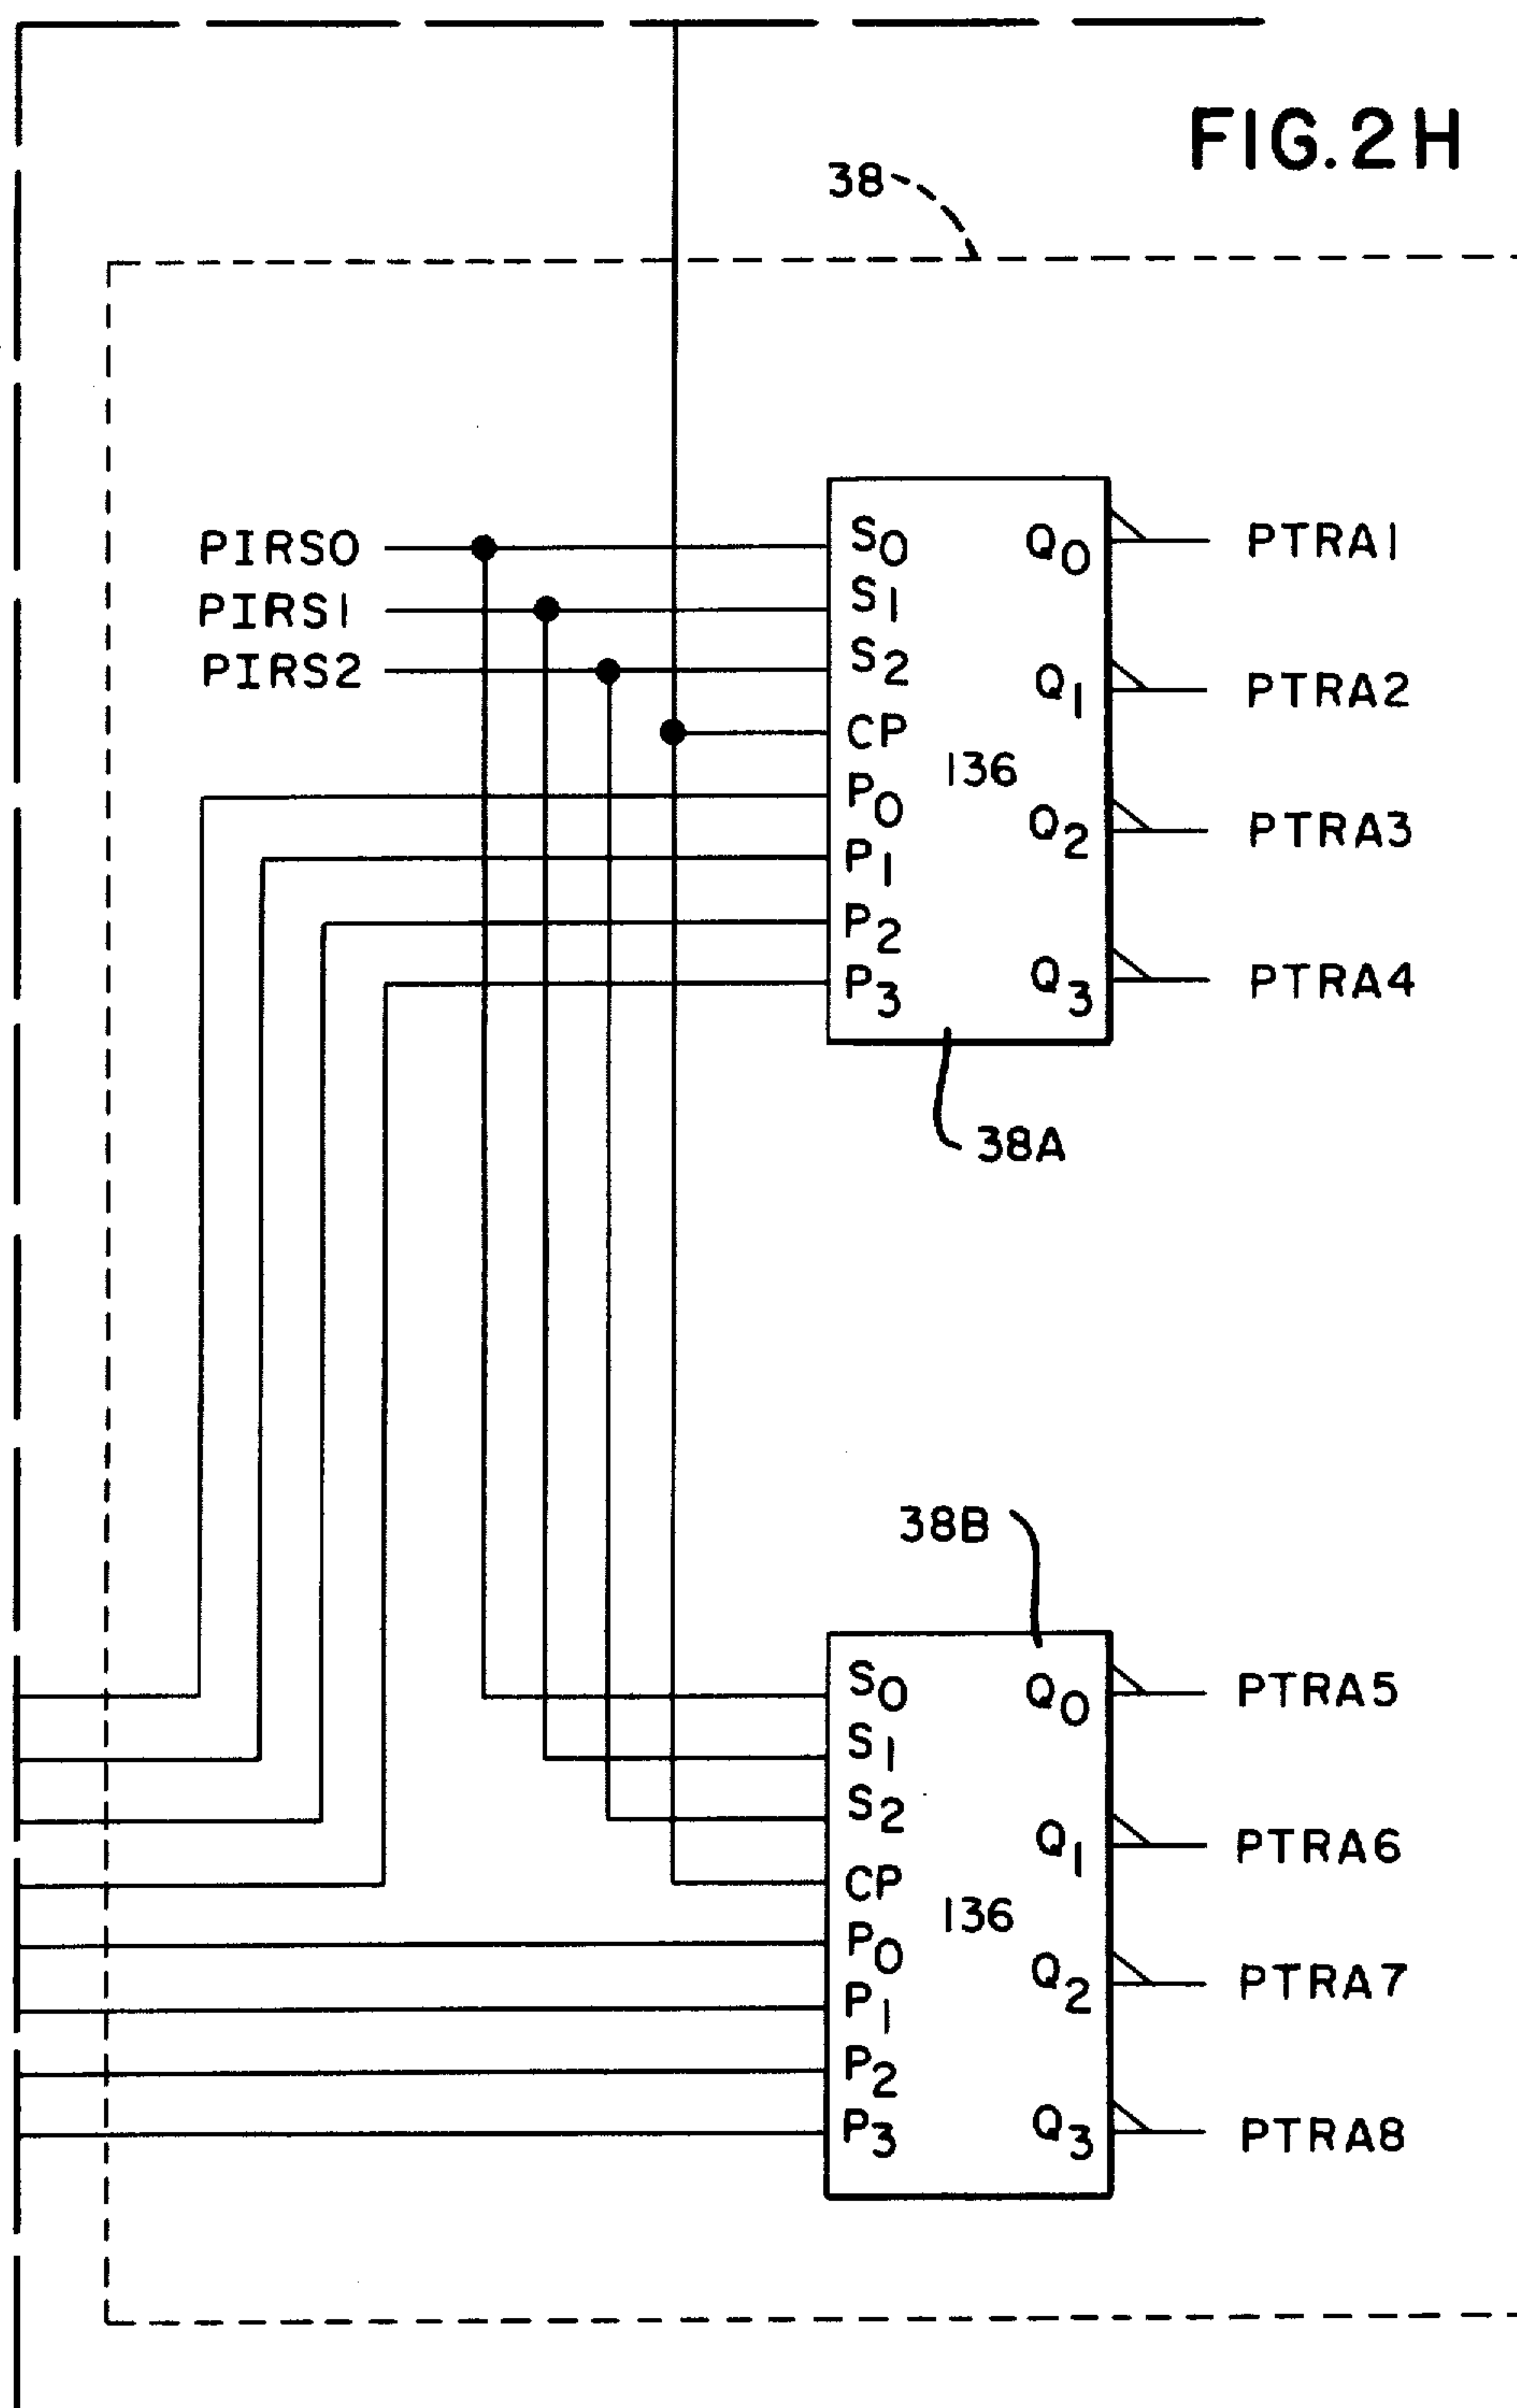 FIG. 2H
38
PIRS0
PIRS1
PIRS2
S0
S1
S2
CP
P0
P1
P2
P3
136
Q0
Q1
Q2
Q3
PTRA1
PTRA2
PTRA3
PTRA4
38A
38B
S0
S1
S2
CP
P0
P1
P2
P3
136
Q0
Q1
Q2
Q3
PTRA5
PTRA6
PTRA7
PTRA8